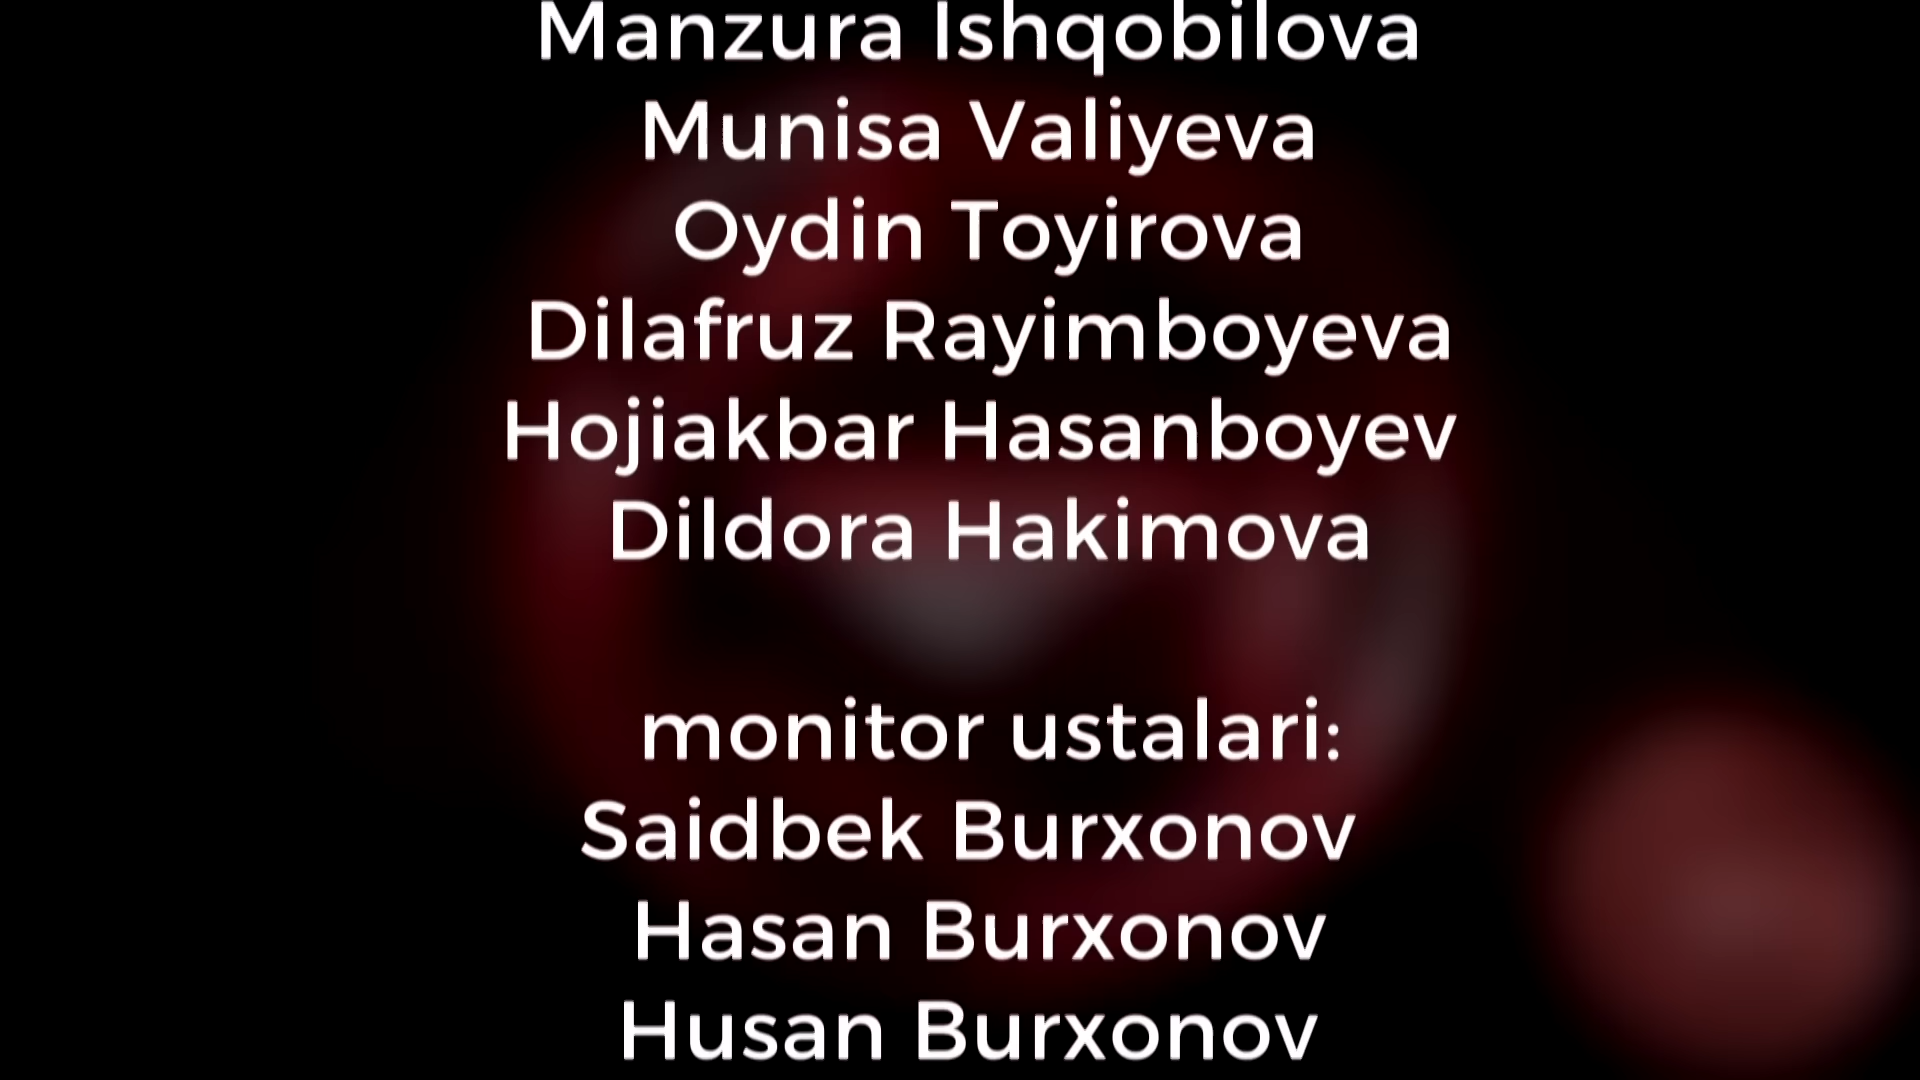 Manzura Ishqobilova
Munisa Valiyeva
Oydin Toyirova
Dilafruz Rayimboyeva
Hojiakbar Hasanboyev
Dildora Hakimova
monitor ustalari:
Saidbek Burxonov
Hasan Burxonov
Husan Burxonov